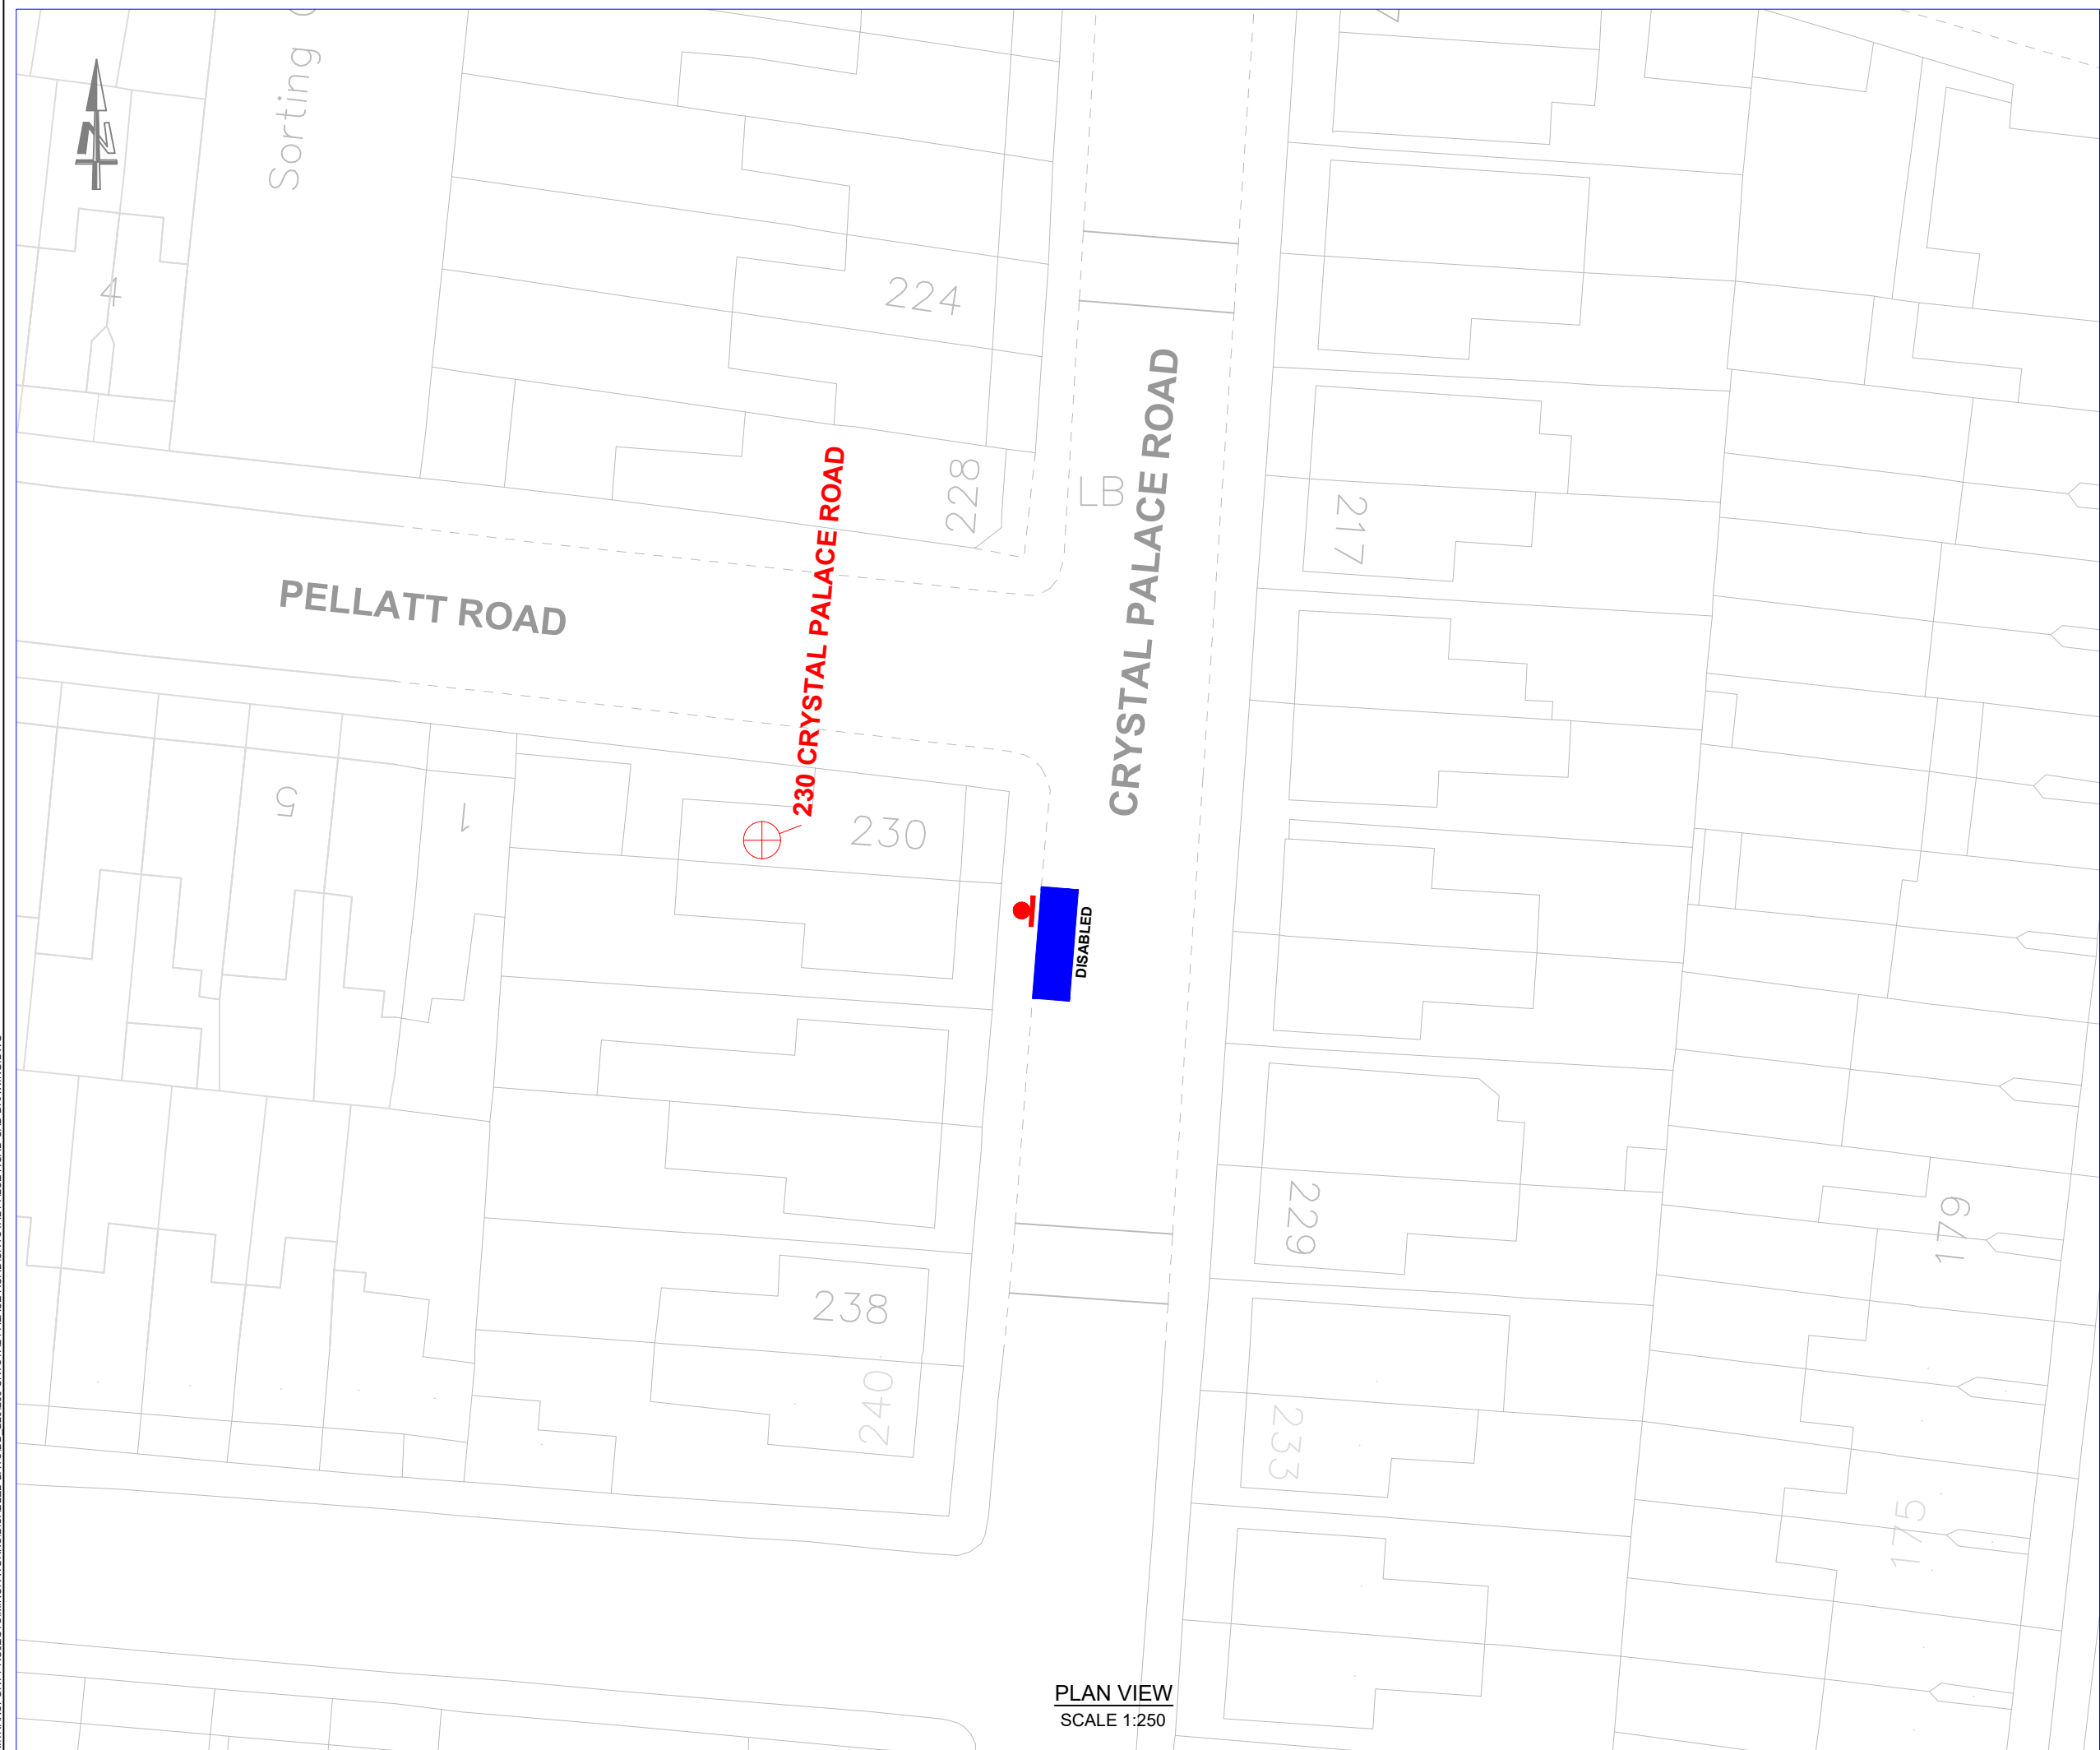 Sorting
N
4
224
228
LB
217
CRYSTAL PALACE ROAD
230 CRYSTAL PALACE ROAD
PELLATT ROAD
5
1
230
DISABLED
229
179
238
240
233
175
PLAN VIEW
SCALE 1:250